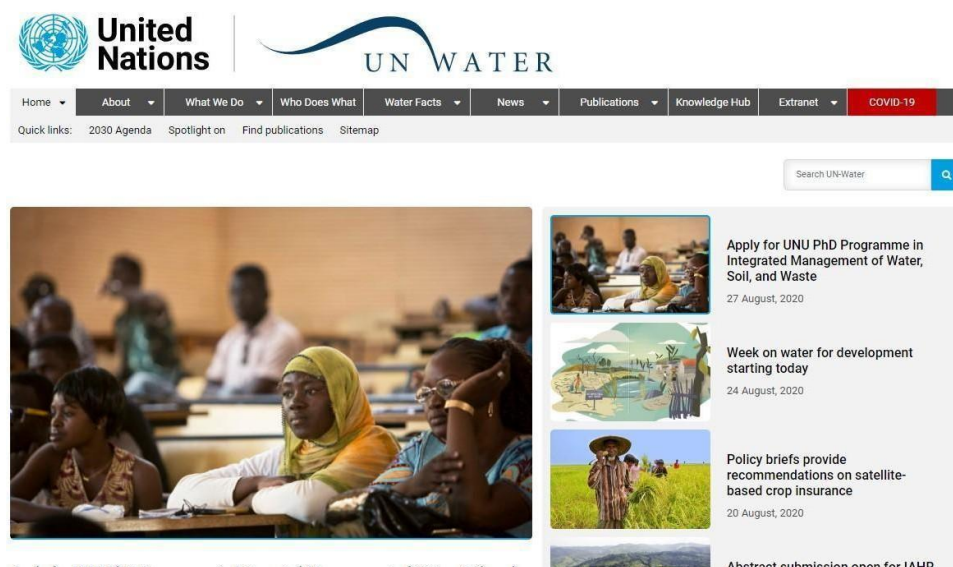 United
Nations
UN WATER
Home About What We Do Who Does What Water Facts News Publications Knowledge Hub Extranet COVID-19
Quick links: 2030 Agenda Spotlight on Find publications Sitemap
Search UN-Water
Apply for UNU PhD Programme in
Integrated Management of Water,
Soil, and Waste
27 August, 2020
Week on water for development
starting today
24 August, 2020
Policy briefs provide
recommendations on satellite-
based crop insurance
20 August, 2020
Abstract submission open for IAHR